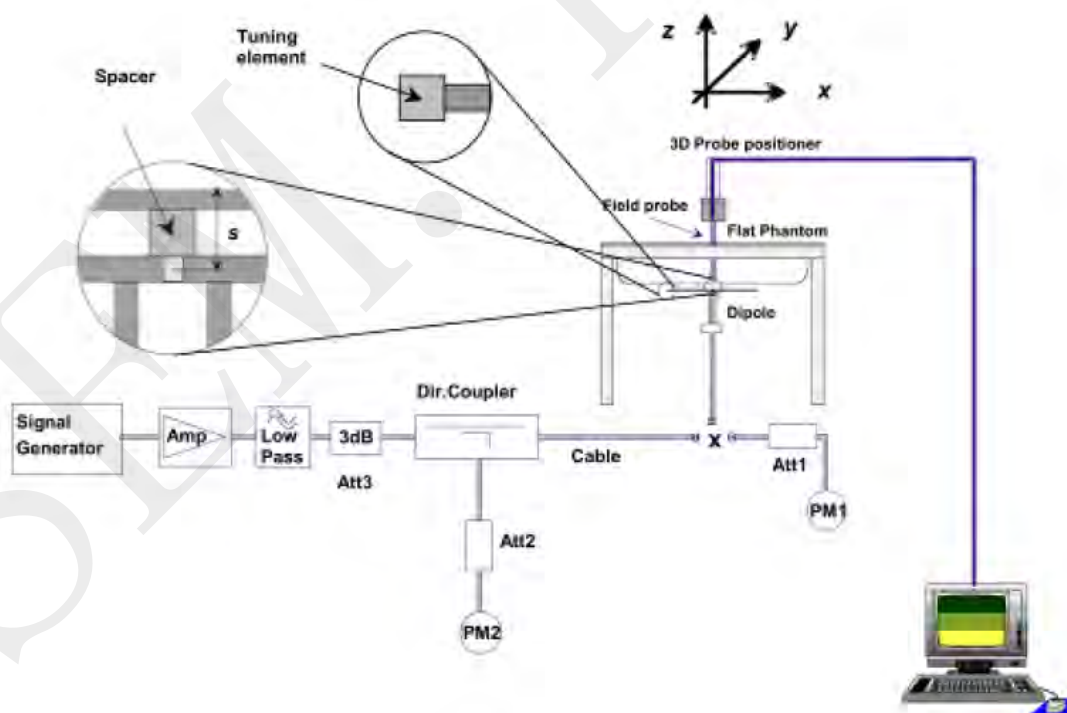 Tuning
element
Spacer
z
y
x
3D Probe positioner
Field probe
Flat Phantom
s
Dipole
Dir.Coupler
Signal
Generator
Amp
Low
Pass
3dB
Att3
Cable
X
Att1
PM1
Att2
PM2